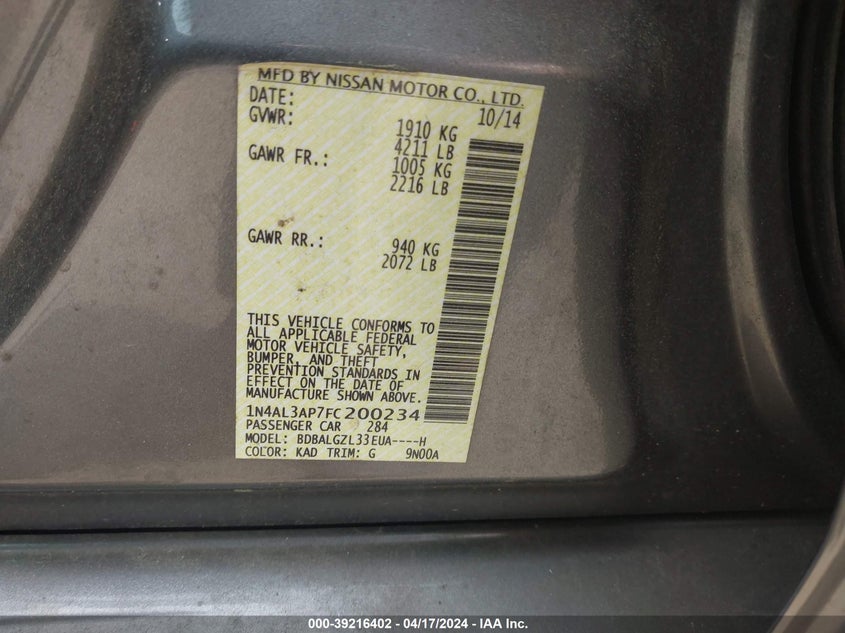 MFD BY NISSAN MOTOR CO., LTD.
DATE: 10/14
GVWR: 1910 KG
4211 LB
GAWR FR.: 1005 KG
2216 LB
GAWR RR.: 940 KG
2072 LB
THIS VEHICLE CONFORMS TO
ALL APPLICABLE FEDERAL
MOTOR VEHICLE SAFETY,
BUMPER, AND THEFT
PREVENTION STANDARDS IN
EFFECT ON THE DATE OF
MANUFACTURE SHOWN ABOVE.
1N4AL3AP7FC200234
PASSENGER CAR 284
MODEL: BDBALGZL33EUA----H
COLOR: KAD TRIM: G 9N00A
000-39216402 - 04/17/2024 - IAA Inc.